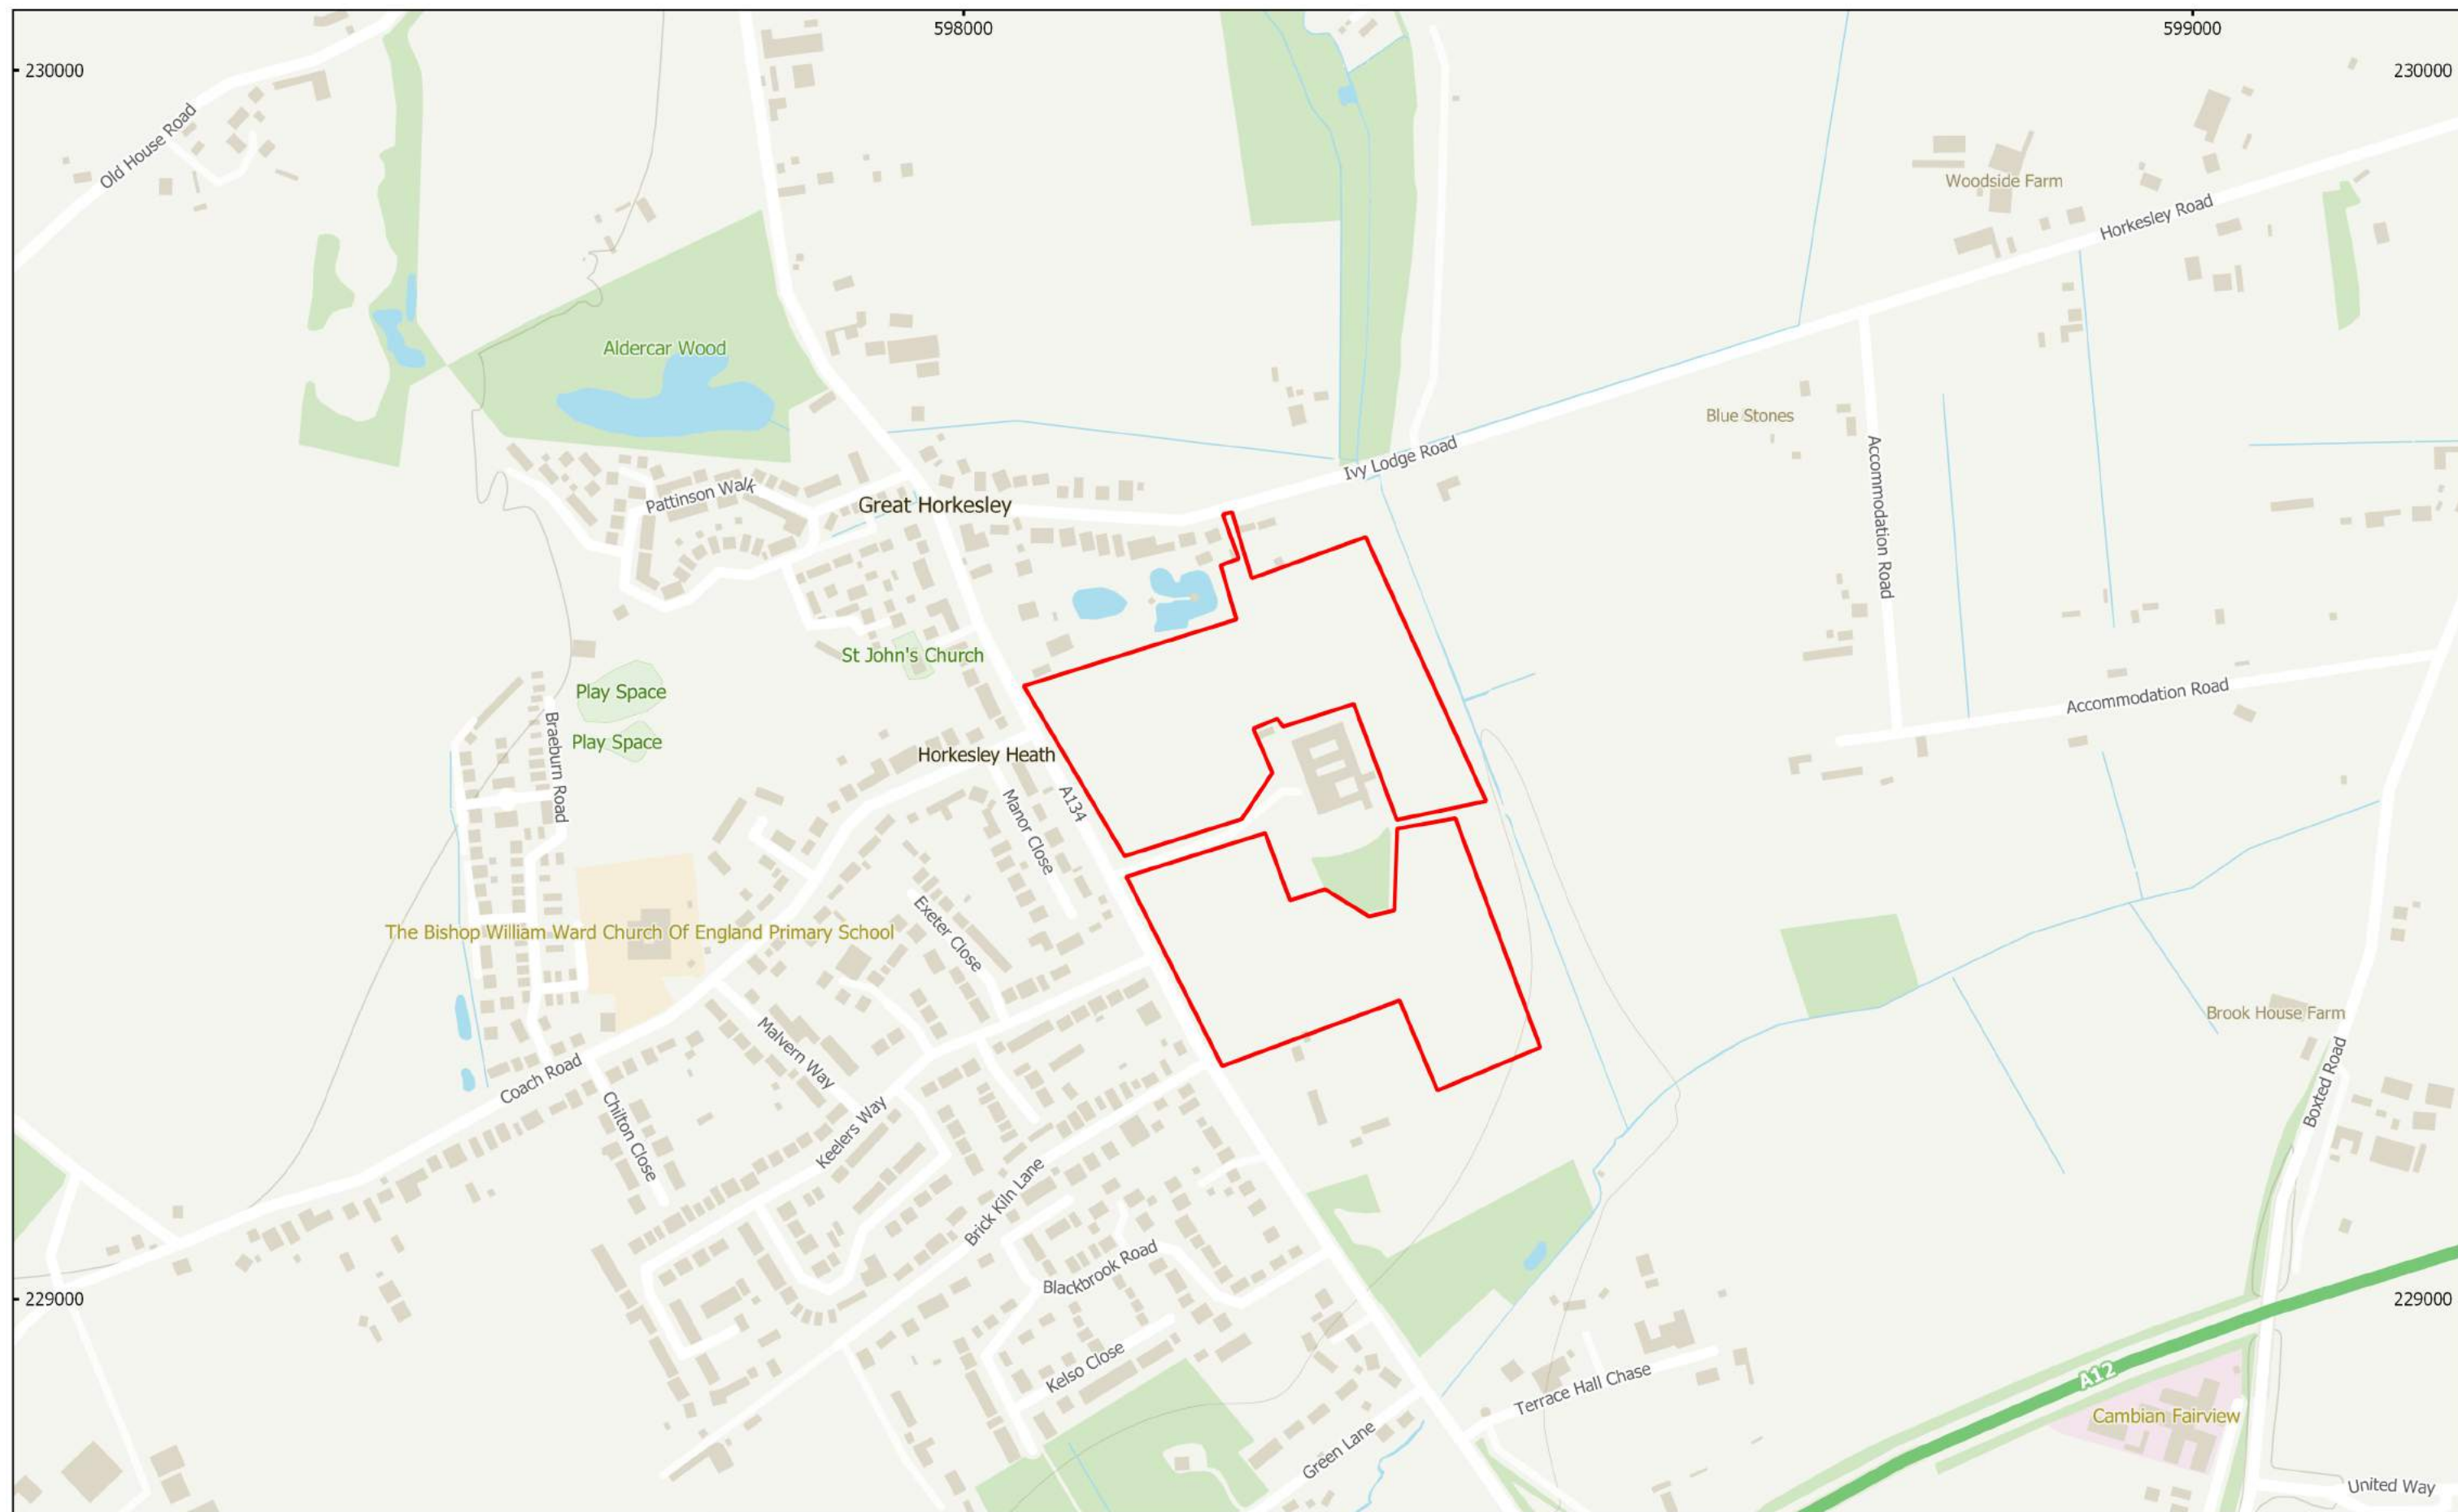 598000
599000
230000
230000
Old House Road
Woodside Farm
Horkesley Road
Aldercar Wood
Blue Stones
Ivy Lodge Road
Accommodation Road
Pattinson Walk
Great Horkesley
St John's Church
Play Space
Accommodation Road
Braeburn Road
Play Space
Horkesley Heath
A134
Manor Close
Exeter Close
The Bishop William Ward Church Of England Primary School
Brook House Farm
Malvern Way
Coach Road
Boxted Road
Chilton Close
Keelers Way
Brick Kiln Lane
Blackbrook Road
229000
229000
Kelso Close
Terrace Hall Chase
A12
Cambian Fairview
Green Lane
United Way